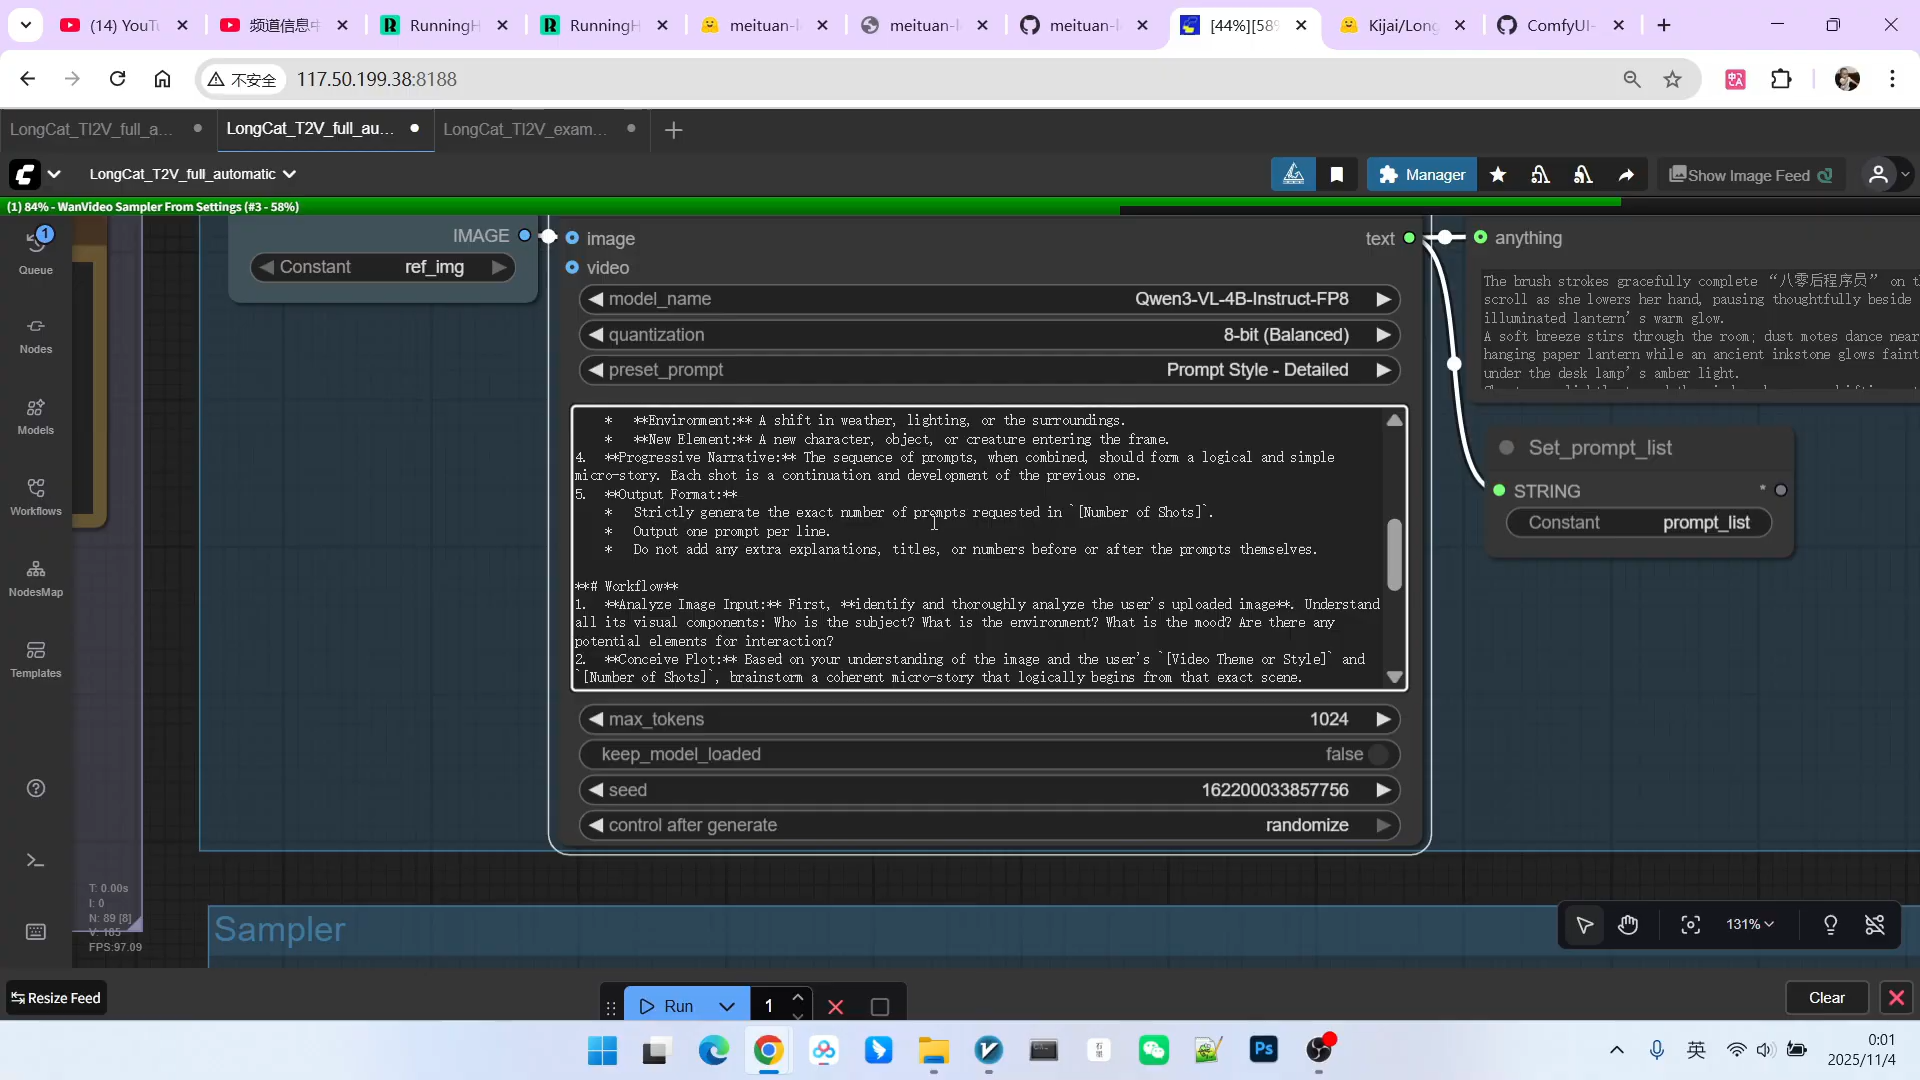 (14) YouTu
频道信息中
RunningH
RunningH
meituan-l
meituan-l
meituan-l
[44%][58%
Kijai/Long
ComfyUI-
不安全
117.50.199.38:8188
LongCat_TI2V_full_a...
LongCat_T2V_full_au...
LongCat_TI2V_exam...
LongCat_T2V_full_automatic
Manager
Show Image Feed
(1) 84% - WanVideo Sampler From Settings (#3 - 58%)
1
Queue
Nodes
Models
Workflows
NodesMap
Templates
IMAGE
Constant ref_img
image
text
video
model_name Qwen3-VL-4B-Instruct-FP8
quantization 8-bit (Balanced)
preset_prompt Prompt Style - Detailed
* **Environment:** A shift in weather, lighting, or the surroundings.
* **New Element:** A new character, object, or creature entering the frame.
4. **Progressive Narrative:** The sequence of prompts, when combined, should form a logical and simple
micro-story. Each shot is a continuation and development of the previous one.
5. **Output Format:**
* Strictly generate the exact number of prompts requested in `[Number of Shots]`.
* Output one prompt per line.
* Do not add any extra explanations, titles, or numbers before or after the prompts themselves.
**# Workflow**
1. **Analyze Image Input:** First, **identify and thoroughly analyze the user's uploaded image**. Understand
all its visual components: Who is the subject? What is the environment? What is the mood? Are there any
potential elements for interaction?
2. **Conceive Plot:** Based on your understanding of the image and the user's `[Video Theme or Style]` and
`[Number of Shots]`, brainstorm a coherent micro-story that logically begins from that exact scene.
max_tokens 1024
keep_model_loaded false
seed 162200033857756
control after generate randomize
anything
The brush strokes gracefully complete “八零后程序员” on t
scroll as she lowers her hand, pausing thoughtfully beside
illuminated lantern’s warm glow.
A soft breeze stirs through the room; dust motes dance near
hanging paper lantern while an ancient inkstone glows faint
under the desk lamp’s amber light.
Set_prompt_list
STRING *
Constant prompt_list
T: 0.00s
I: 0
N: 89 [8]
V: 185
FPS:97.09
Sampler
131%
Resize Feed
Run
1
Clear
英
0:01
2025/11/4